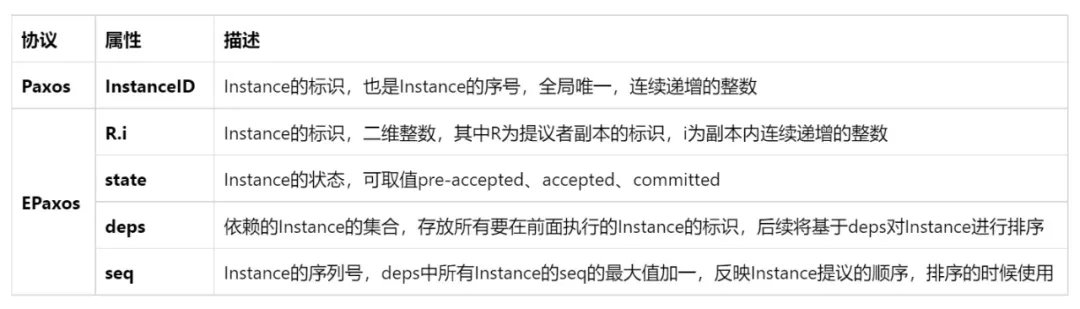 协议 属性 描述
Paxos InstanceID Instance的标识，也是Instance的序号，全局唯一，连续递增的整数
R.i Instance的标识，二维整数，其中R为提议者副本的标识，i为副本内连续递增的整数
state Instance的状态，可取值pre-accepted、accepted、committed
EPaxos
deps 依赖的Instance的集合，存放所有要在前面执行的Instance的标识，后续将基于deps对Instance进行排序
seq Instance的序列号，deps中所有Instance的seq的最大值加一，反映Instance提议的顺序，排序的时候使用